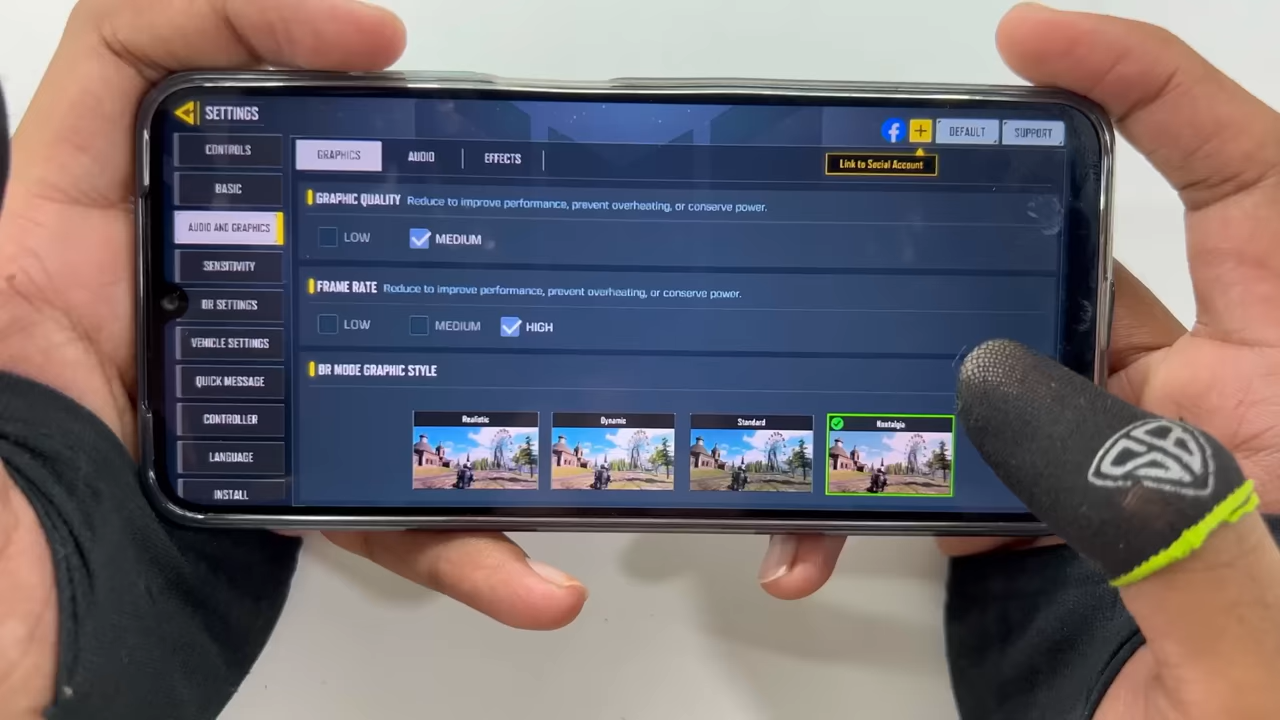 SETTINGS
DEFAULT
SUPPORT
Link to Social Account
CONTROLS
BASIC
AUDIO AND GRAPHICS
SENSITIVITY
BR SETTINGS
VEHICLE SETTINGS
QUICK MESSAGE
CONTROLLER
LANGUAGE
INSTALL
GRAPHICS
AUDIO
EFFECTS
GRAPHIC QUALITY Reduce to improve performance, prevent overheating, or conserve power.
LOW
MEDIUM
FRAME RATE Reduce to improve performance, prevent overheating, or conserve power.
LOW
MEDIUM
HIGH
BR MODE GRAPHIC STYLE
Realistic
Dynamic
Standard
Nostalgia